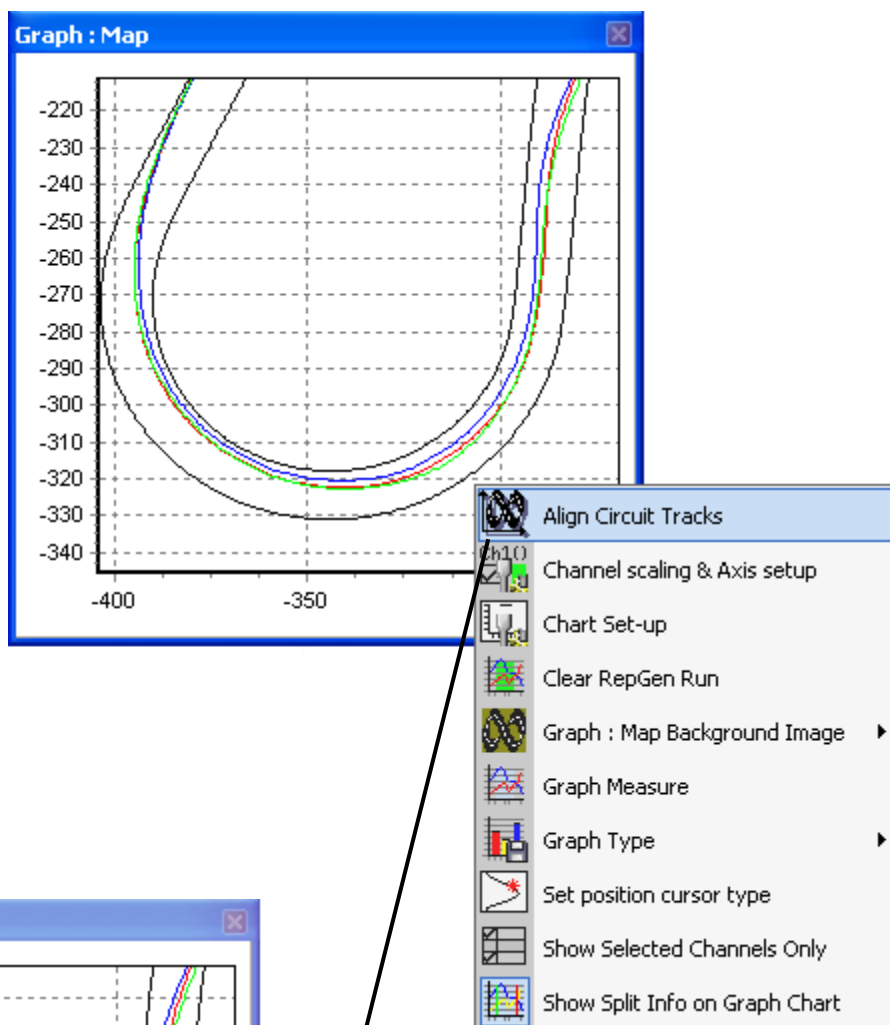 Graph : Map
-220
-230
-240
-250
-260
-270
-280
-290
-300
-310
-320
-330
-340
-400
-350
Align Circuit Tracks
Ch1()
Channel scaling & Axis setup
Chart Set-up
Clear RepGen Run
Graph : Map Background Image
Graph Measure
Graph Type
Set position cursor type
Show Selected Channels Only
Show Split Info on Graph Chart